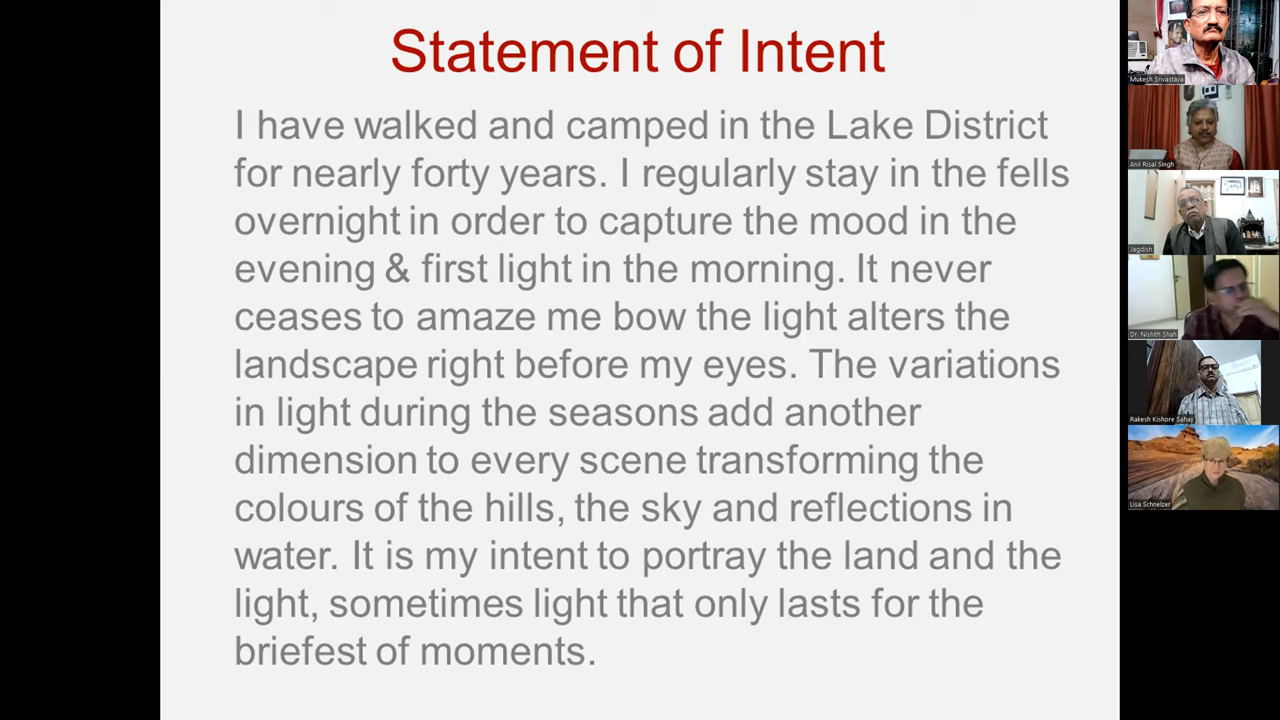 Statement of Intent
I have walked and camped in the Lake District
for nearly forty years. I regularly stay in the fells
overnight in order to capture the mood in the
evening & first light in the morning. It never
ceases to amaze me bow the light alters the
landscape right before my eyes. The variations
in light during the seasons add another
dimension to every scene transforming the
colours of the hills, the sky and reflections in
water. It is my intent to portray the land and the
light, sometimes light that only lasts for the
briefest of moments.
Mukesh Srivastava
Anil Risal Singh
Jagdish
Dr. Nishith Shah
Rakesh Kishore Sahay
Lisa Schnelzer